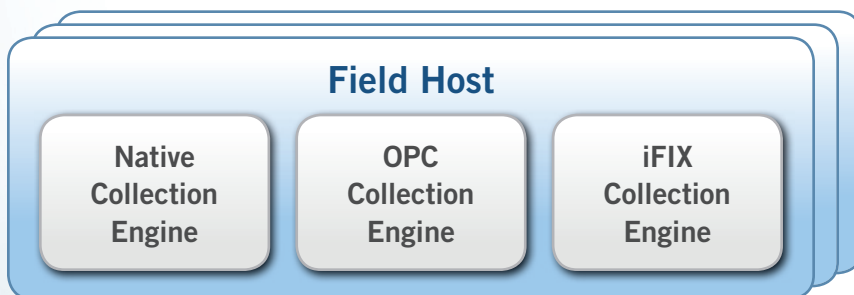 Field Host
Native
Collection
Engine
OPC
Collection
Engine
iFIX
Collection
Engine